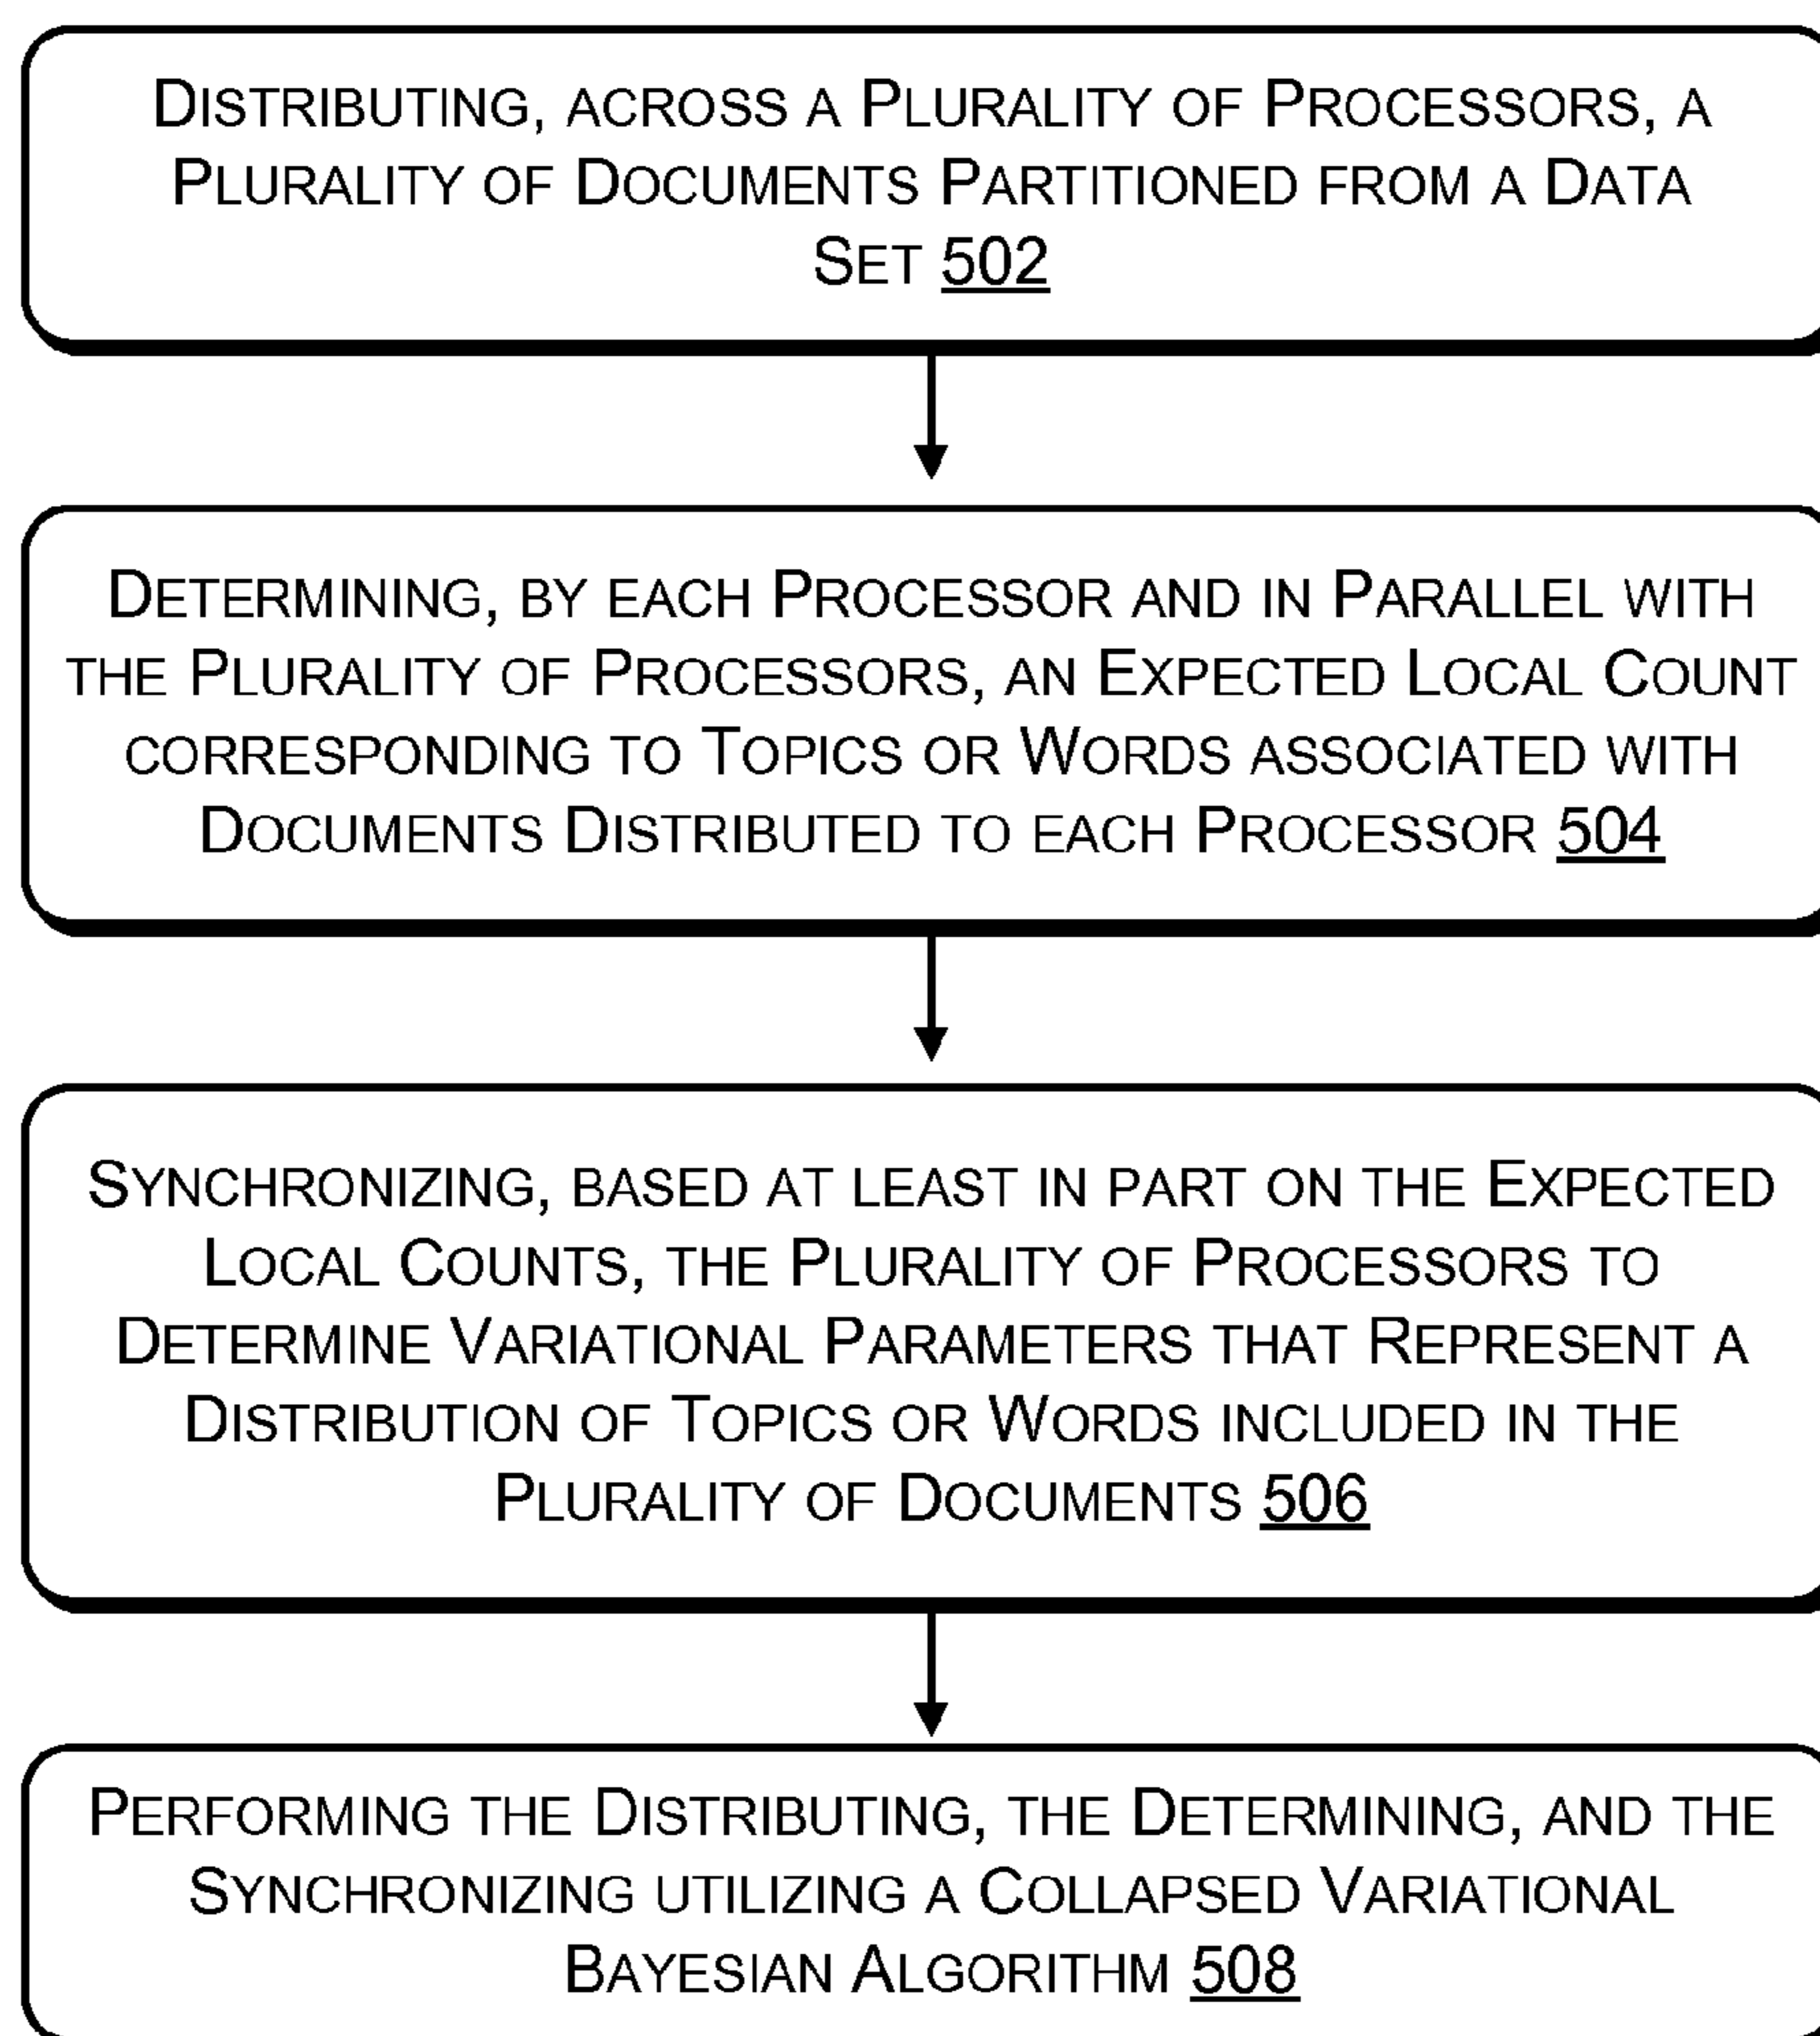 Distributing, across a Plurality of Processors, a
Plurality of Documents Partitioned from a Data
Set 502
Determining, by each Processor and in Parallel with
the Plurality of Processors, an Expected Local Count
corresponding to Topics or Words associated with
Documents Distributed to each Processor 504
Synchronizing, based at least in part on the Expected
Local Counts, the Plurality of Processors to
Determine Variational Parameters that Represent a
Distribution of Topics or Words included in the
Plurality of Documents 506
Performing the Distributing, the Determining, and the
Synchronizing utilizing a Collapsed Variational
Bayesian Algorithm 508